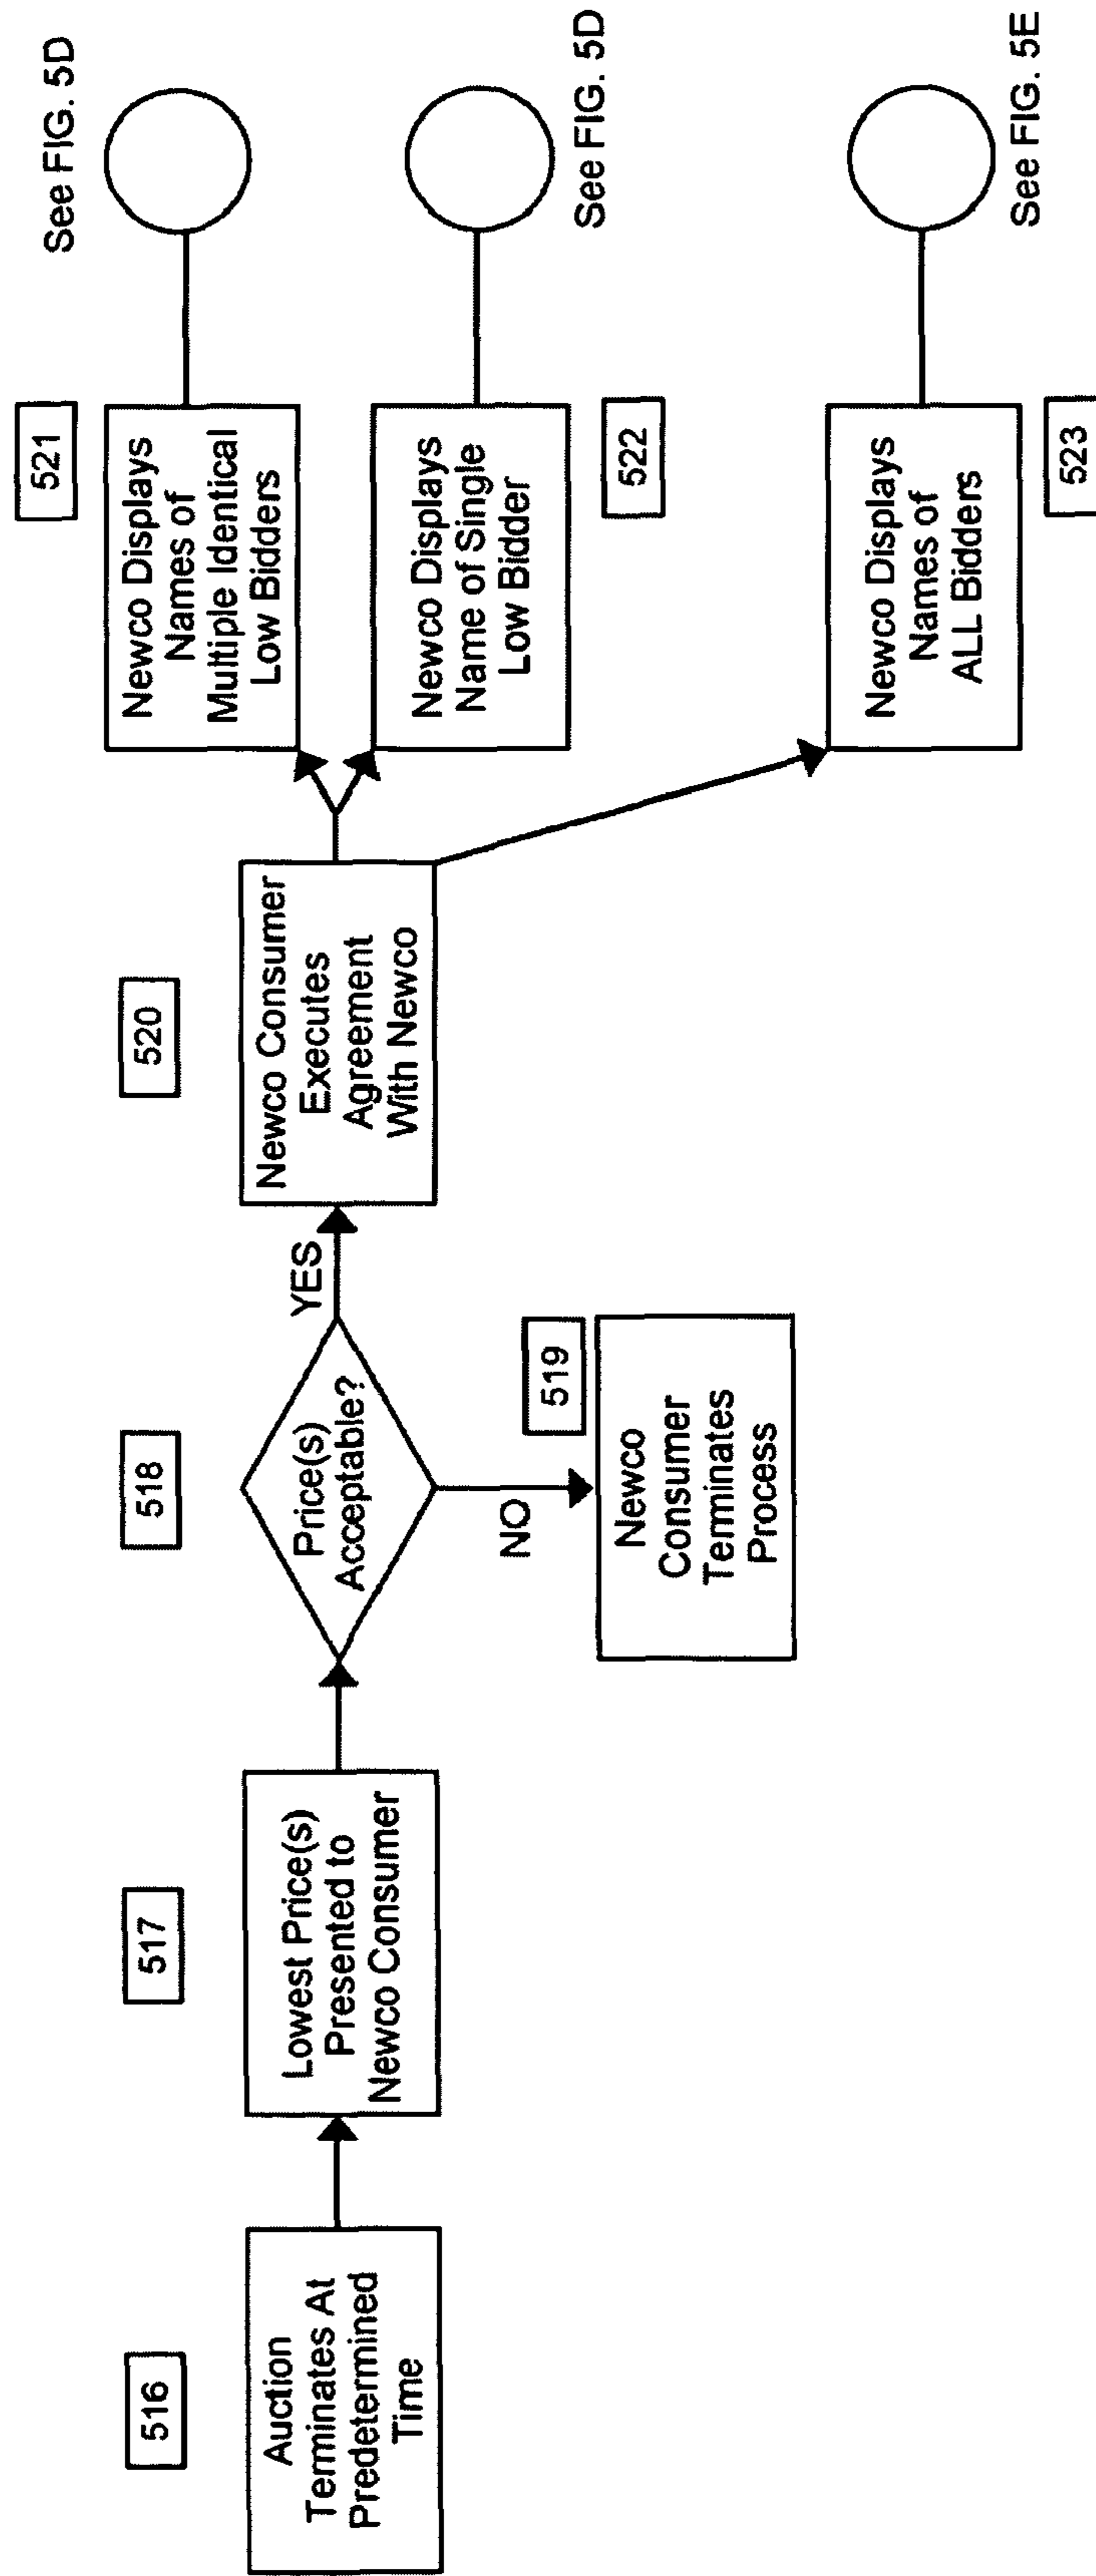 516
Auction
Terminates At
Predetermined
Time
517
Lowest Price(s)
Presented to
Newco Consumer
518
Price(s)
Acceptable?
YES
NO
519
Newco
Consumer
Terminates
Process
520
Newco Consumer
Executes
Agreement
With Newco
521
Newco Displays
Names of
Multiple Identical
Low Bidders
See FIG. 5D
Newco Displays
Name of Single
Low Bidder
522
See FIG. 5D
Newco Displays
Names of
ALL Bidders
523
See FIG. 5E